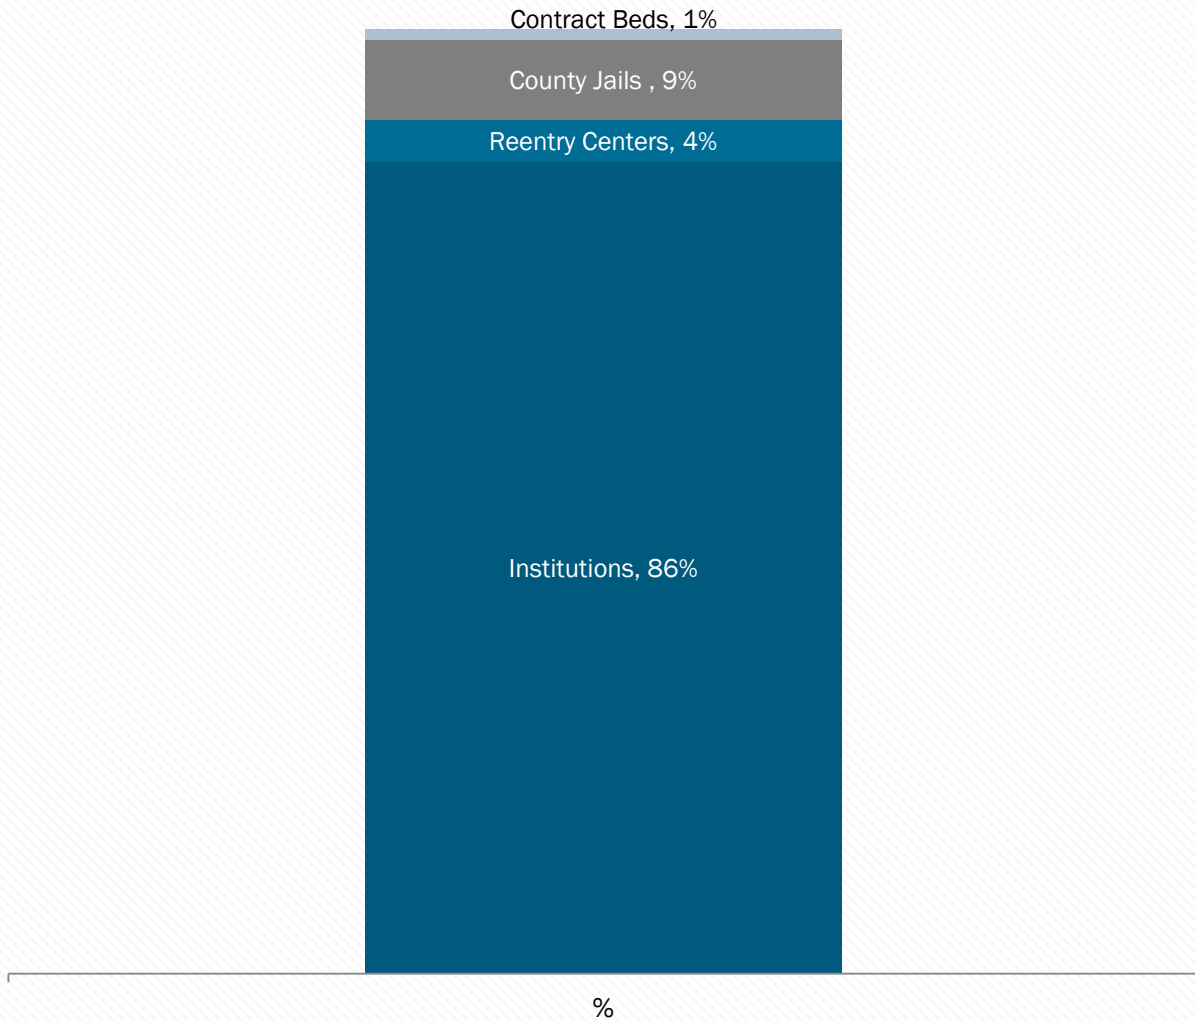 Contract Beds, 1%
County Jails , 9%
Reentry Centers, 4%
Institutions, 86%
%